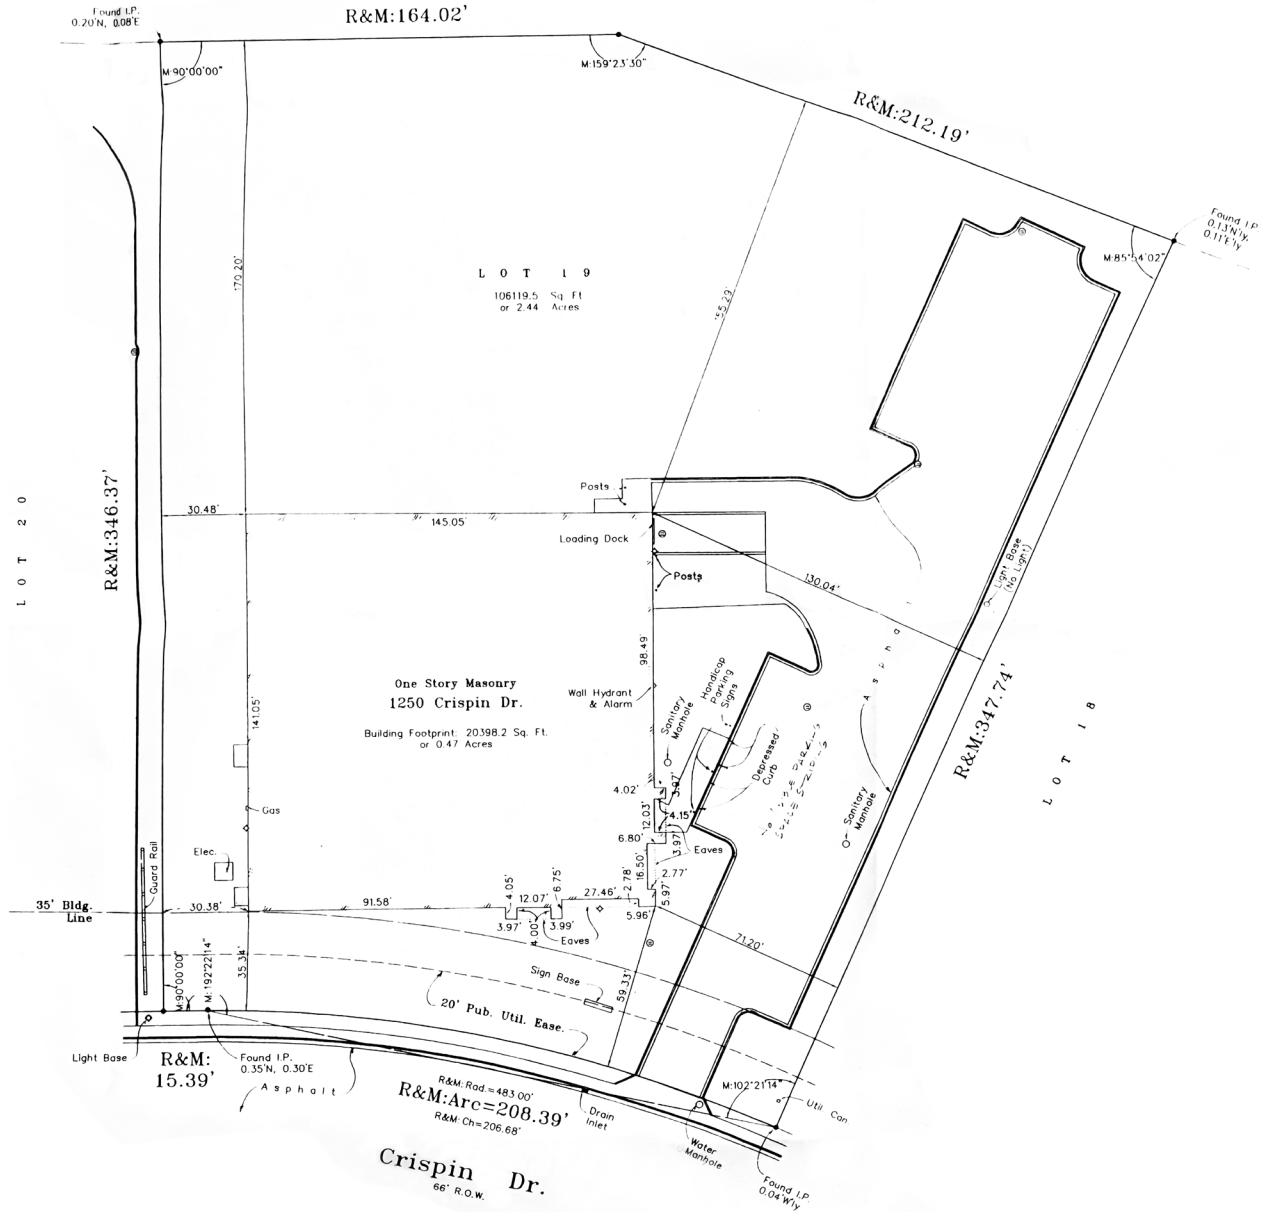 Found I.P.
0.20'N, 0.08'E
R&M:164.02'
M:90°00'00"
M:159°23'30"
R&M:212.19'
Found I.P.
0.13'N'ly,
0.11'E'ly
M:85°54'02"
170.20'
LOT 19
106119.5 Sq. Ft
or 2.44 Acres
155.29'
LOT 20
R&M:346.37'
Posts
30.48'
145.05'
Loading Dock
Posts
130.04'
Light Base
(No Light)
Asphal
98.49'
One Story Masonry
1250 Crispin Dr.
Building Footprint: 20398.2 Sq. Ft.
or 0.47 Acres
Wall Hydrant
& Alarm
Sanitary
Manhole
Handicap
Parking
Signs
Depressed
Curb
R&M:347.74'
LOT 18
141.05'
4.02'
3.97'
12.03'
4.15'
Sanitary
Manhole
Gas
6.80'
3.97'
Eaves
Elec.
Guard Rail
16.50'
2.77'
2.78'
5.97'
35' Bldg.
Line
30.38'
91.58'
4.05'
12.07'
6.75'
27.46'
5.96'
3.97'
4.00'
3.99'
Eaves
71.20'
M:90°00'00"
M:192°22'14"
35.34'
Sign Base
59.33'
20' Pub. Util. Ease.
Light Base
R&M:
15.39'
Found I.P.
0.35'N, 0.30'E
Asphalt
R&M:Rad.=483.00'
R&M:Arc=208.39'
R&M:Ch=206.68'
Drain
Inlet
M:102°21'14"
Util. Can
Water
Manhole
Found I.P.
0.04'W'ly
Crispin Dr.
66' R.O.W.